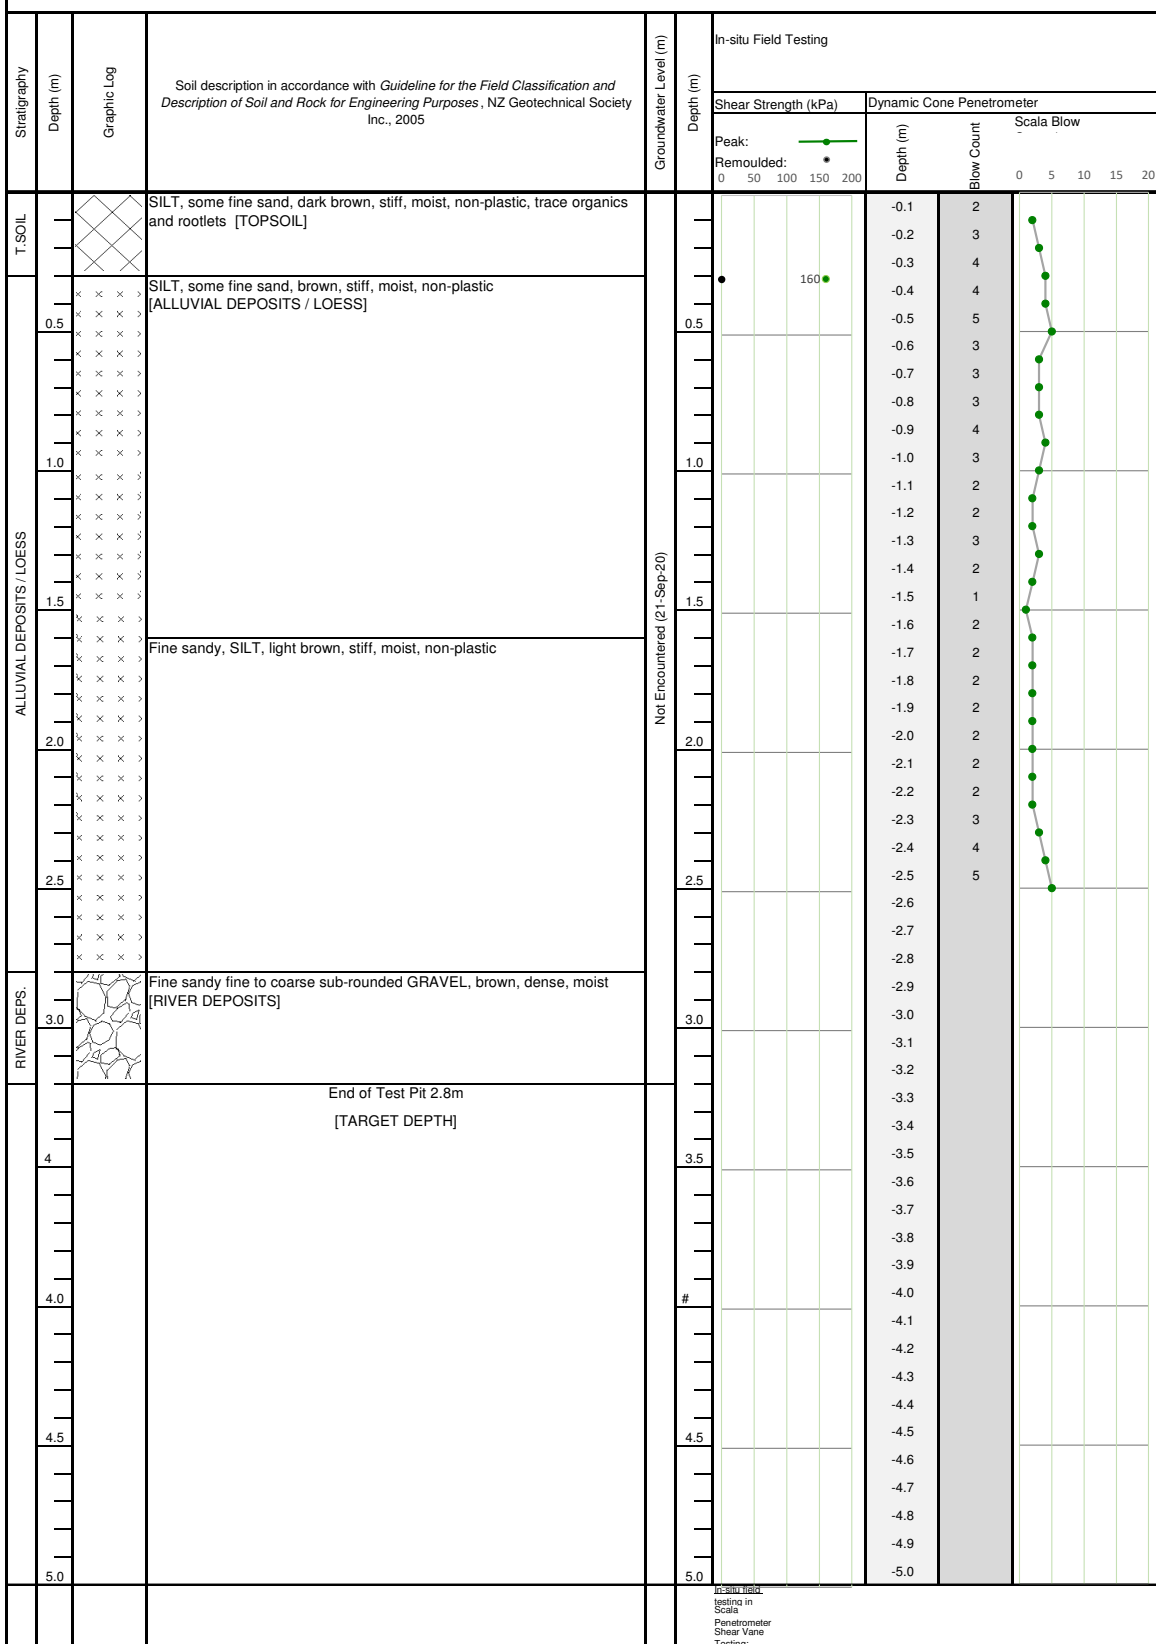 Stratigraphy
Depth (m)
Graphic Log
Soil description in accordance with Guideline for the Field Classification and
Description of Soil and Rock for Engineering Purposes, NZ Geotechnical Society
Inc., 2005
Groundwater Level (m)
Depth (m)
In-situ Field Testing
Shear Strength (kPa)
Peak:
Remoulded:
0 50 100 150 200
Dynamic Cone Penetrometer
Depth (m)
Blow Count
Scala Blow
0 5 10 15 20
T.SOIL
SILT, some fine sand, dark brown, stiff, moist, non-plastic, trace organics
and rootlets [TOPSOIL]
ALLUVIAL DEPOSITS / LOESS
SILT, some fine sand, brown, stiff, moist, non-plastic
[ALLUVIAL DEPOSITS / LOESS]
Fine sandy, SILT, light brown, stiff, moist, non-plastic
RIVER DEPS.
Fine sandy fine to coarse sub-rounded GRAVEL, brown, dense, moist
[RIVER DEPOSITS]
End of Test Pit 2.8m
[TARGET DEPTH]
0.5
1.0
1.5
2.0
2.5
3.0
4
4.0
4.5
5.0
Not Encountered (21-Sep-20)
0.5
1.0
1.5
2.0
2.5
3.0
3.5
#
4.5
5.0
160
-0.1 2
-0.2 3
-0.3 4
-0.4 4
-0.5 5
-0.6 3
-0.7 3
-0.8 3
-0.9 4
-1.0 3
-1.1 2
-1.2 2
-1.3 3
-1.4 2
-1.5 1
-1.6 2
-1.7 2
-1.8 2
-1.9 2
-2.0 2
-2.1 2
-2.2 2
-2.3 3
-2.4 4
-2.5 5
-2.6
-2.7
-2.8
-2.9
-3.0
-3.1
-3.2
-3.3
-3.4
-3.5
-3.6
-3.7
-3.8
-3.9
-4.0
-4.1
-4.2
-4.3
-4.4
-4.5
-4.6
-4.7
-4.8
-4.9
-5.0
In-situ field
testing in
Scala
Penetrometer
Shear Vane
Testing: